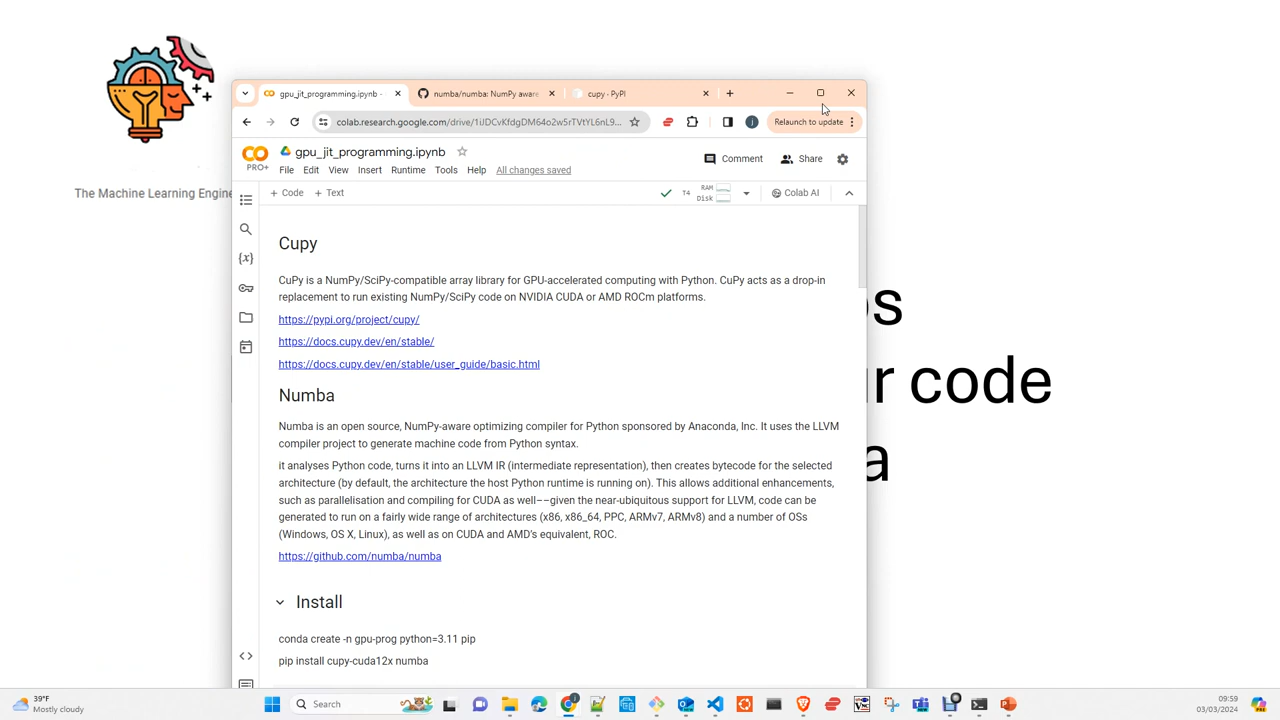 The Machine Learning Engine
gpu_jit_programming.ipynb -
numba/numba: NumPy aware
cupy · PyPI
colab.research.google.com/drive/1iJDCvKfdgDM64o2w5rTVtYL6nL9...
Relaunch to update
PRO+
gpu_jit_programming.ipynb
Comment
Share
File Edit View Insert Runtime Tools Help All changes saved
+ Code + Text
T4
RAM
Disk
Colab AI
Cupy
CuPy is a NumPy/SciPy-compatible array library for GPU-accelerated computing with Python. CuPy acts as a drop-in
replacement to run existing NumPy/SciPy code on NVIDIA CUDA or AMD ROCm platforms.
https://pypi.org/project/cupy/
https://docs.cupy.dev/en/stable/
https://docs.cupy.dev/en/stable/user_guide/basic.html
Numba
Numba is an open source, NumPy-aware optimizing compiler for Python sponsored by Anaconda, Inc. It uses the LLVM
compiler project to generate machine code from Python syntax.
it analyses Python code, turns it into an LLVM IR (intermediate representation), then creates bytecode for the selected
architecture (by default, the architecture the host Python runtime is running on). This allows additional enhancements,
such as parallelisation and compiling for CUDA as well––given the near-ubiquitous support for LLVM, code can be
generated to run on a fairly wide range of architectures (x86, x86_64, PPC, ARMv7, ARMv8) and a number of OSs
(Windows, OS X, Linux), as well as on CUDA and AMD's equivalent, ROC.
https://github.com/numba/numba
Install
conda create -n gpu-prog python=3.11 pip
pip install cupy-cuda12x numba
code
39°F
Mostly cloudy
Search
09:59
03/03/2024